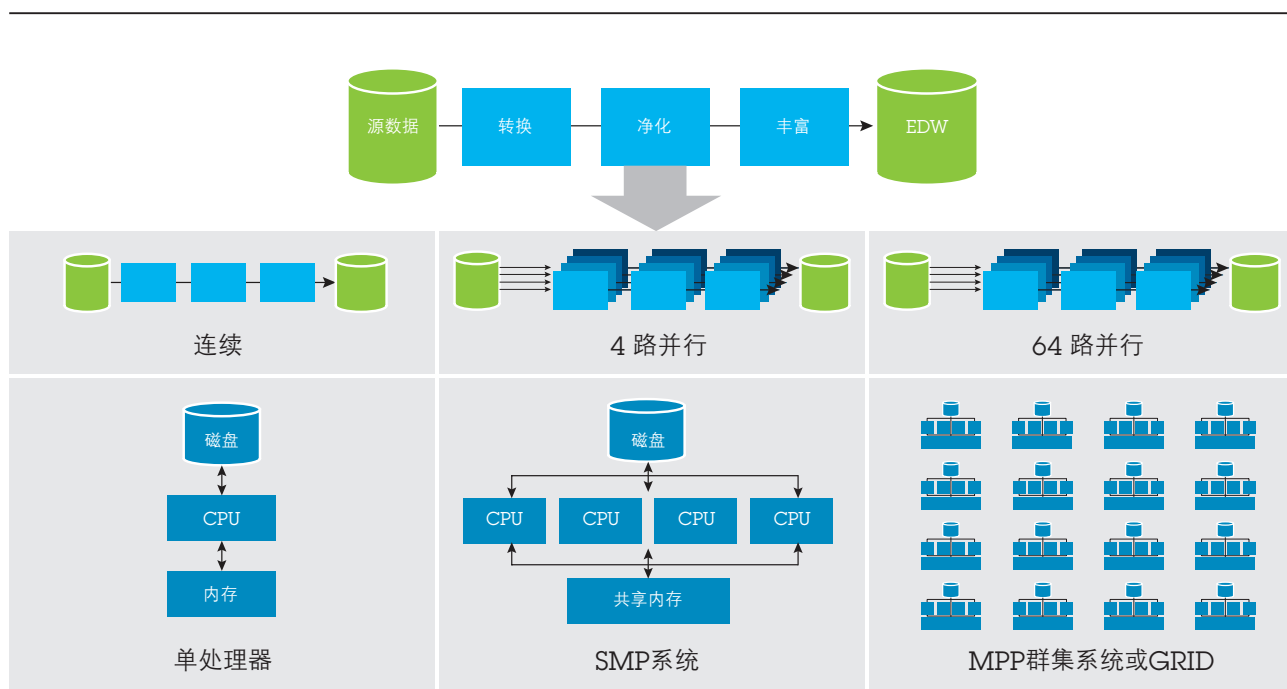 源数据
转换
净化
丰富
EDW
连续
4 路并行
64 路并行
磁盘
CPU
内存
单处理器
磁盘
CPU
CPU
CPU
CPU
共享内存
SMP系统
MPP群集系统或GRID